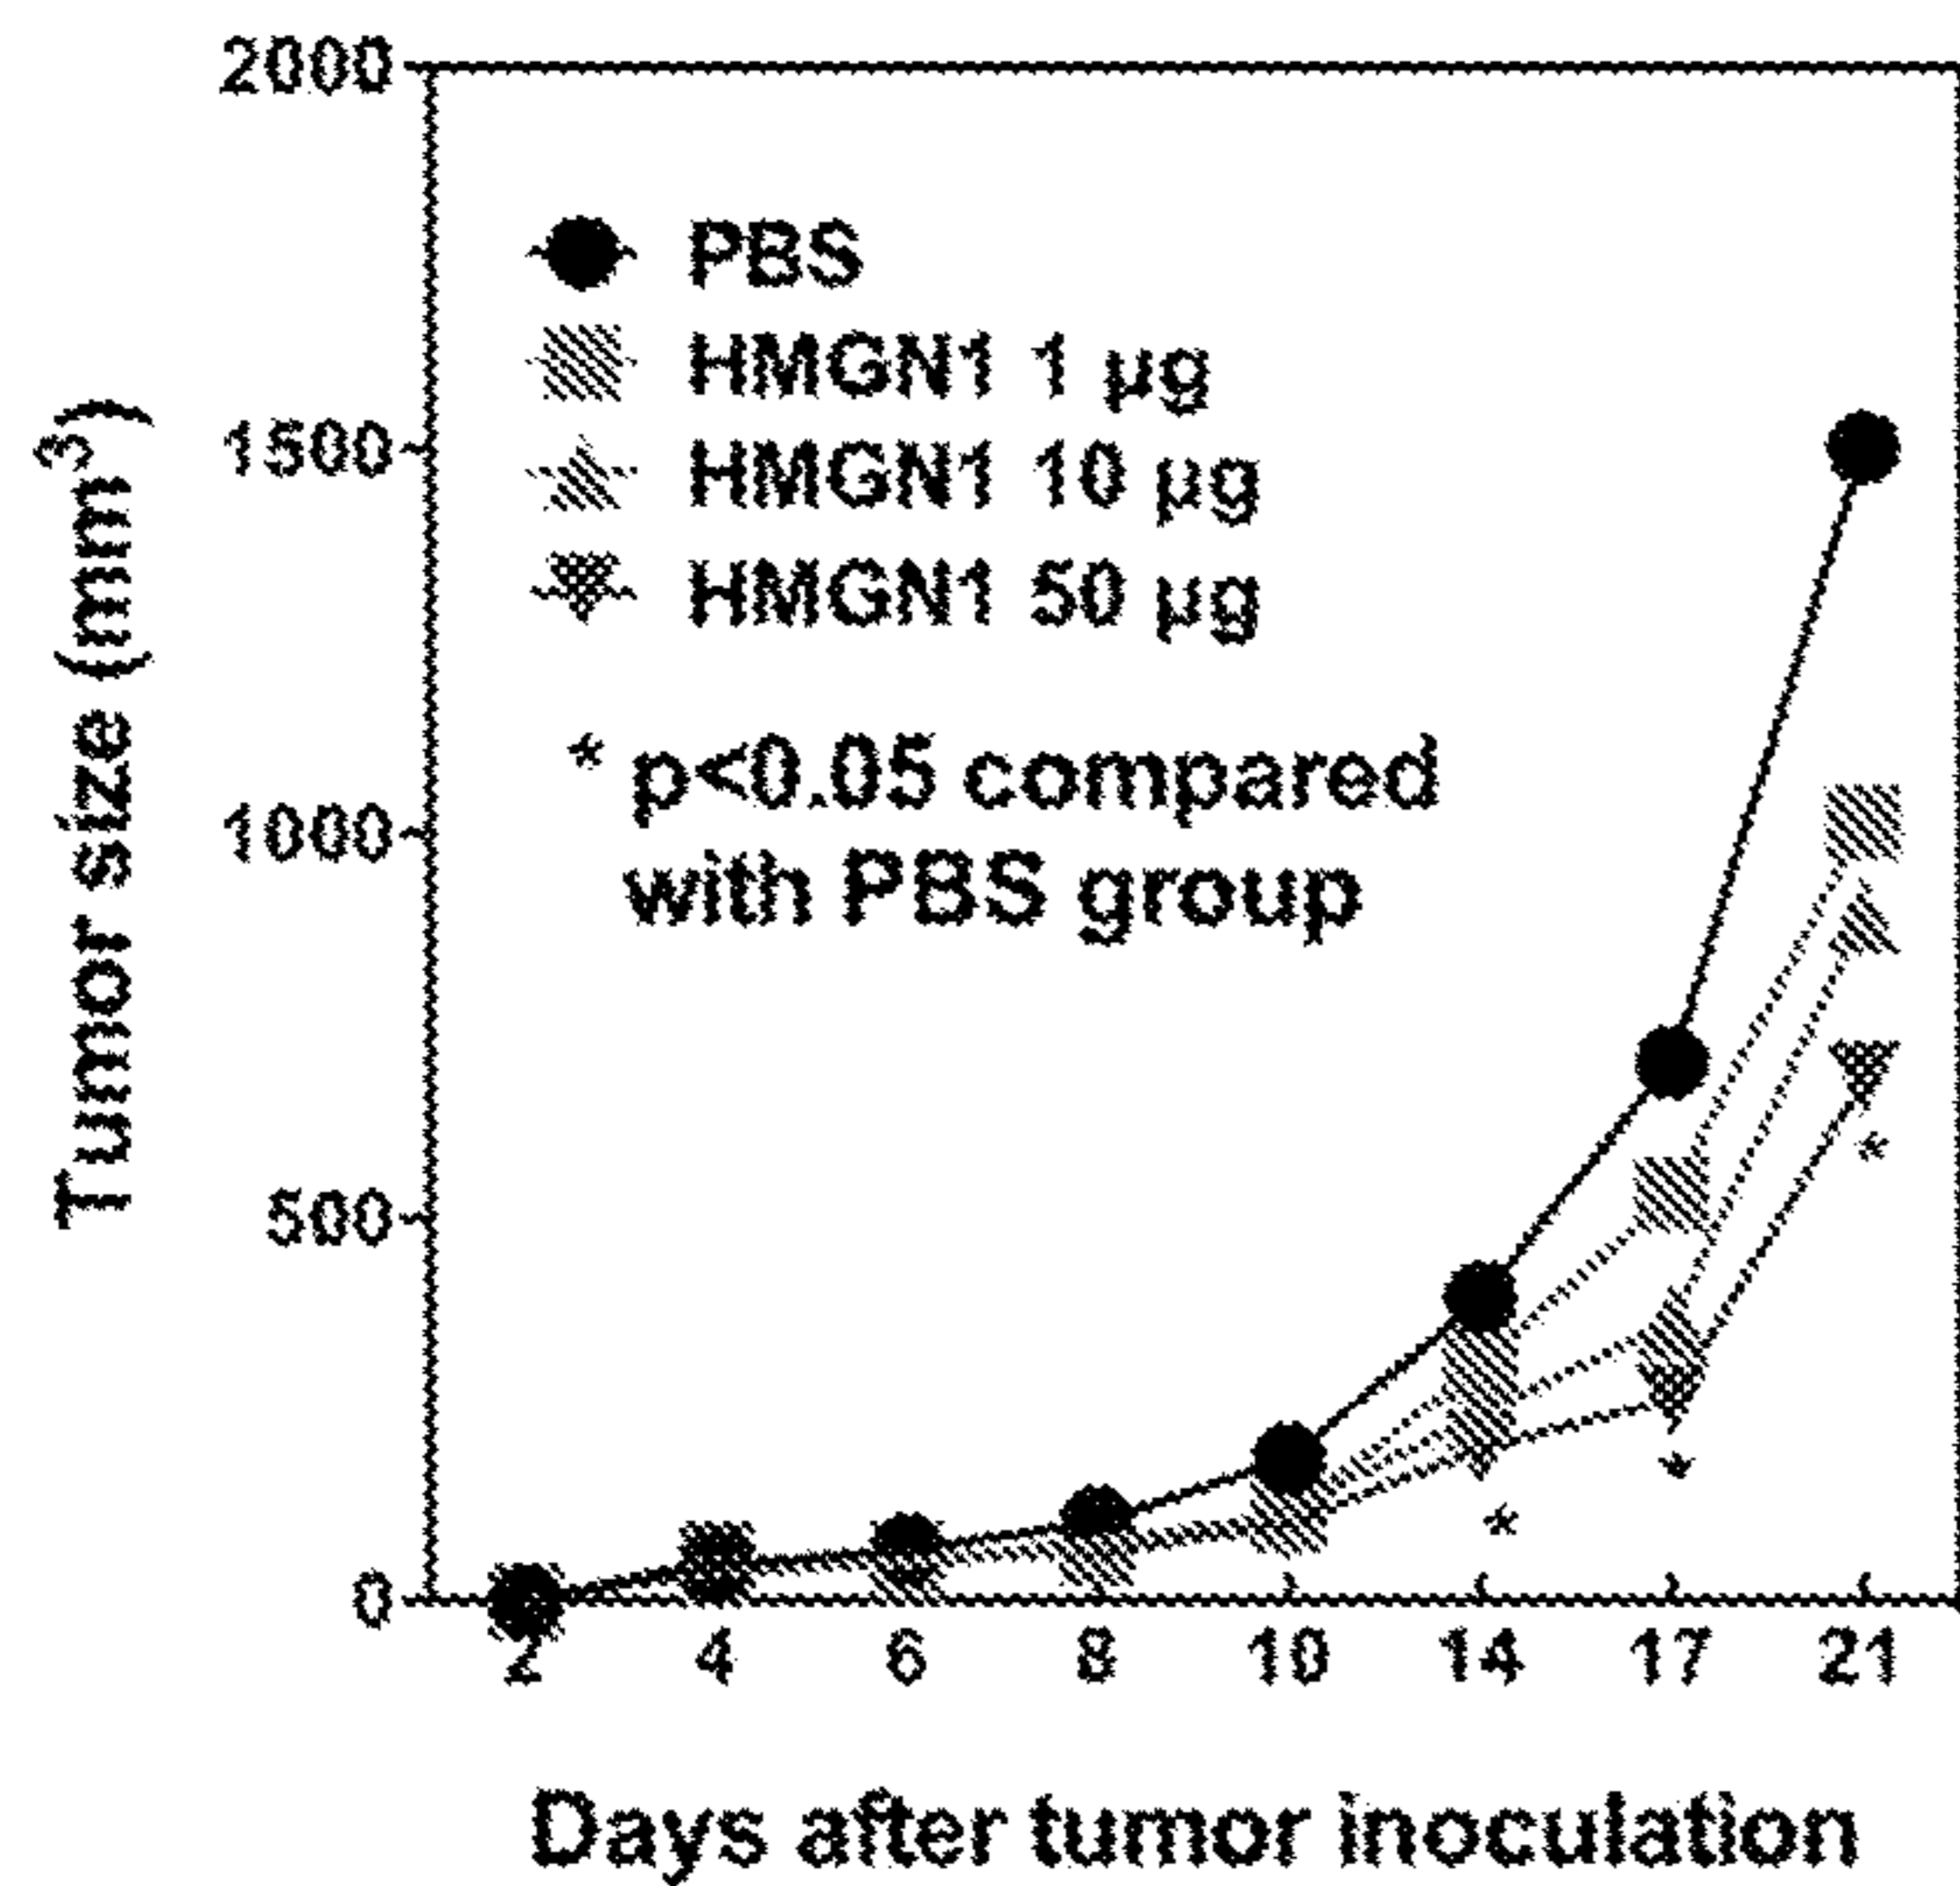 2000
1500
1000
500
0
Tumor size (mm³)
PBS
HMGN1 1 µg
HMGN1 10 µg
HMGN1 50 µg
* p<0.05 compared
with PBS group
*
*
*
2 4 6 8 10 14 17 21
Days after tumor inoculation